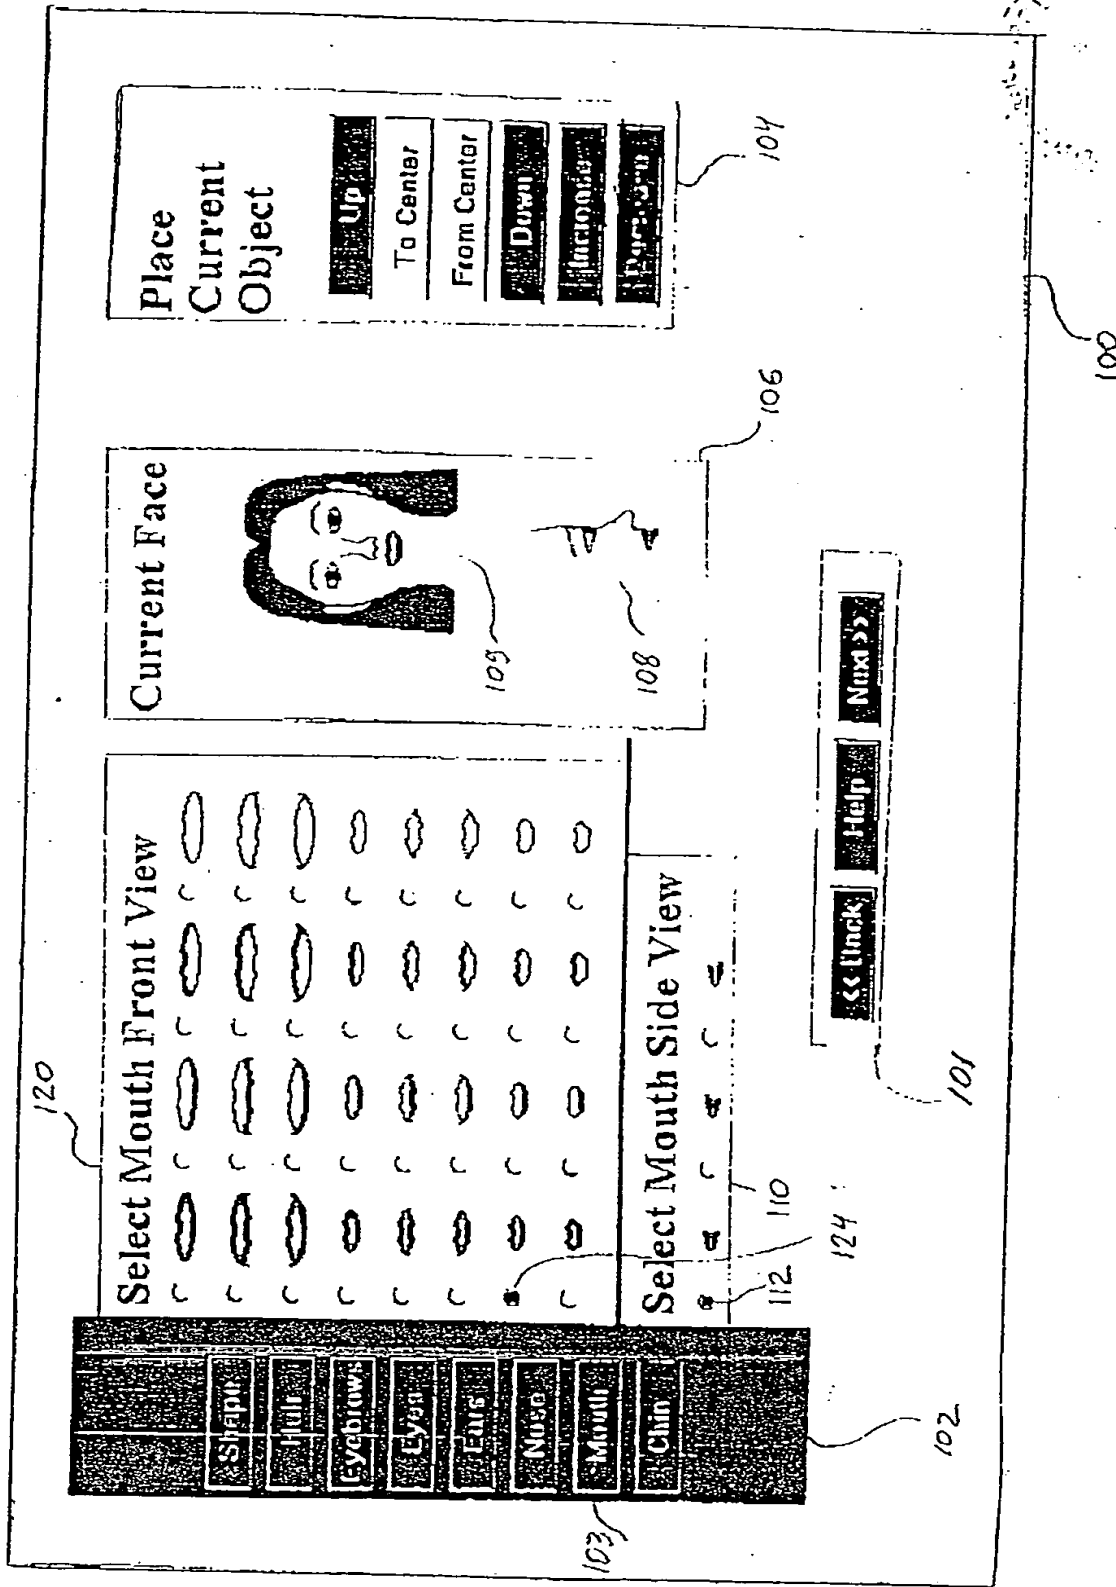 120
Select Mouth Front View
Current Face
Place
Current
Object
Shape
Eyebrows
Eyes
Ears
Nose
Mouth
Chin
Up
To Center
From Center
Down
Increase
109
108
106
104
Select Mouth Side View
103
102
112
110
124
101
Help
Next >>
100